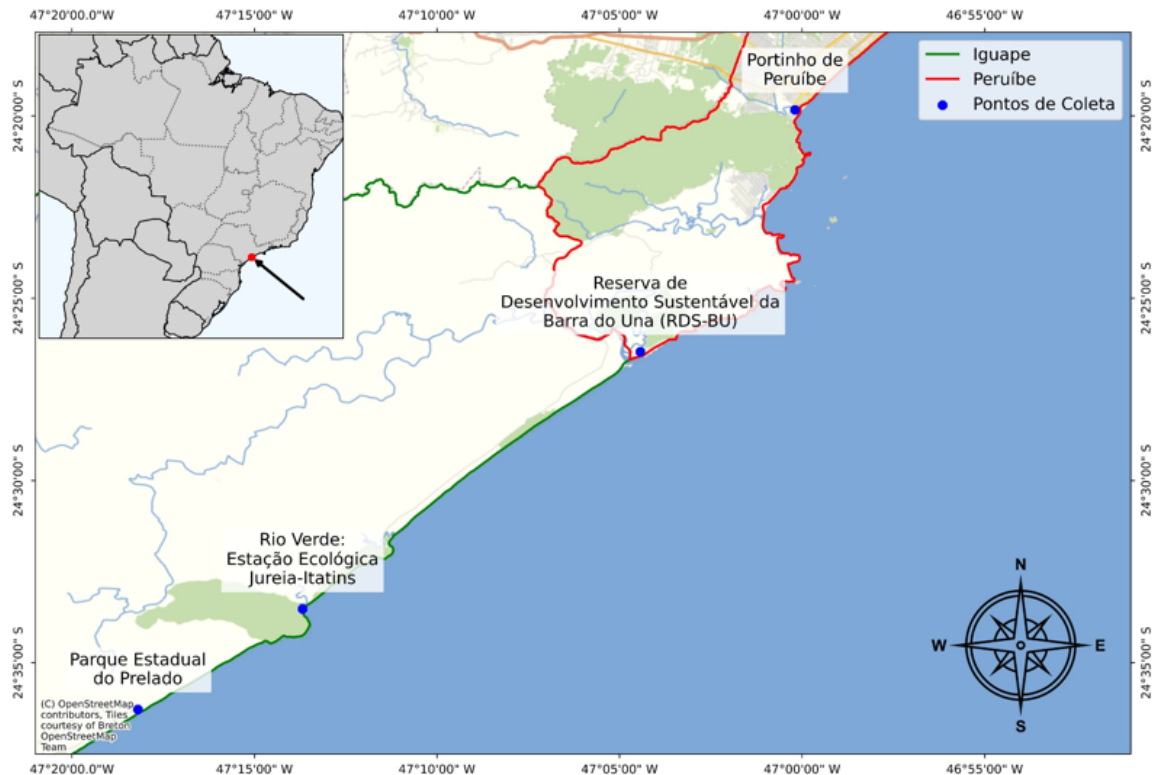 47°20'00.0"W
47°15'00"W
47°10'00"W
47°05'00"W
47°00'00"W
46°55'00"W
Portinho de
Peruíbe
Iguape
Peruíbe
Pontos de Coleta
24°20'00" S
24°20'00" S
Reserva de
Desenvolvimento Sustentável da
Barra do Una (RDS-BU)
24°25'00" S
24°25'00" S
24°30'00" S
24°30'00" S
Rio Verde:
Estação Ecológica
Jureia-Itatins
N
W
E
S
24°35'00" S
24°35'00" S
Parque Estadual
do Prelado
(C) OpenStreetMap
contributors, Tiles
courtesy of Breton
OpenStreetMap
Team
47°20'00.0"W
47°15'00"W
47°10'00"W
47°05'00"W
47°00'00"W
46°55'00"W